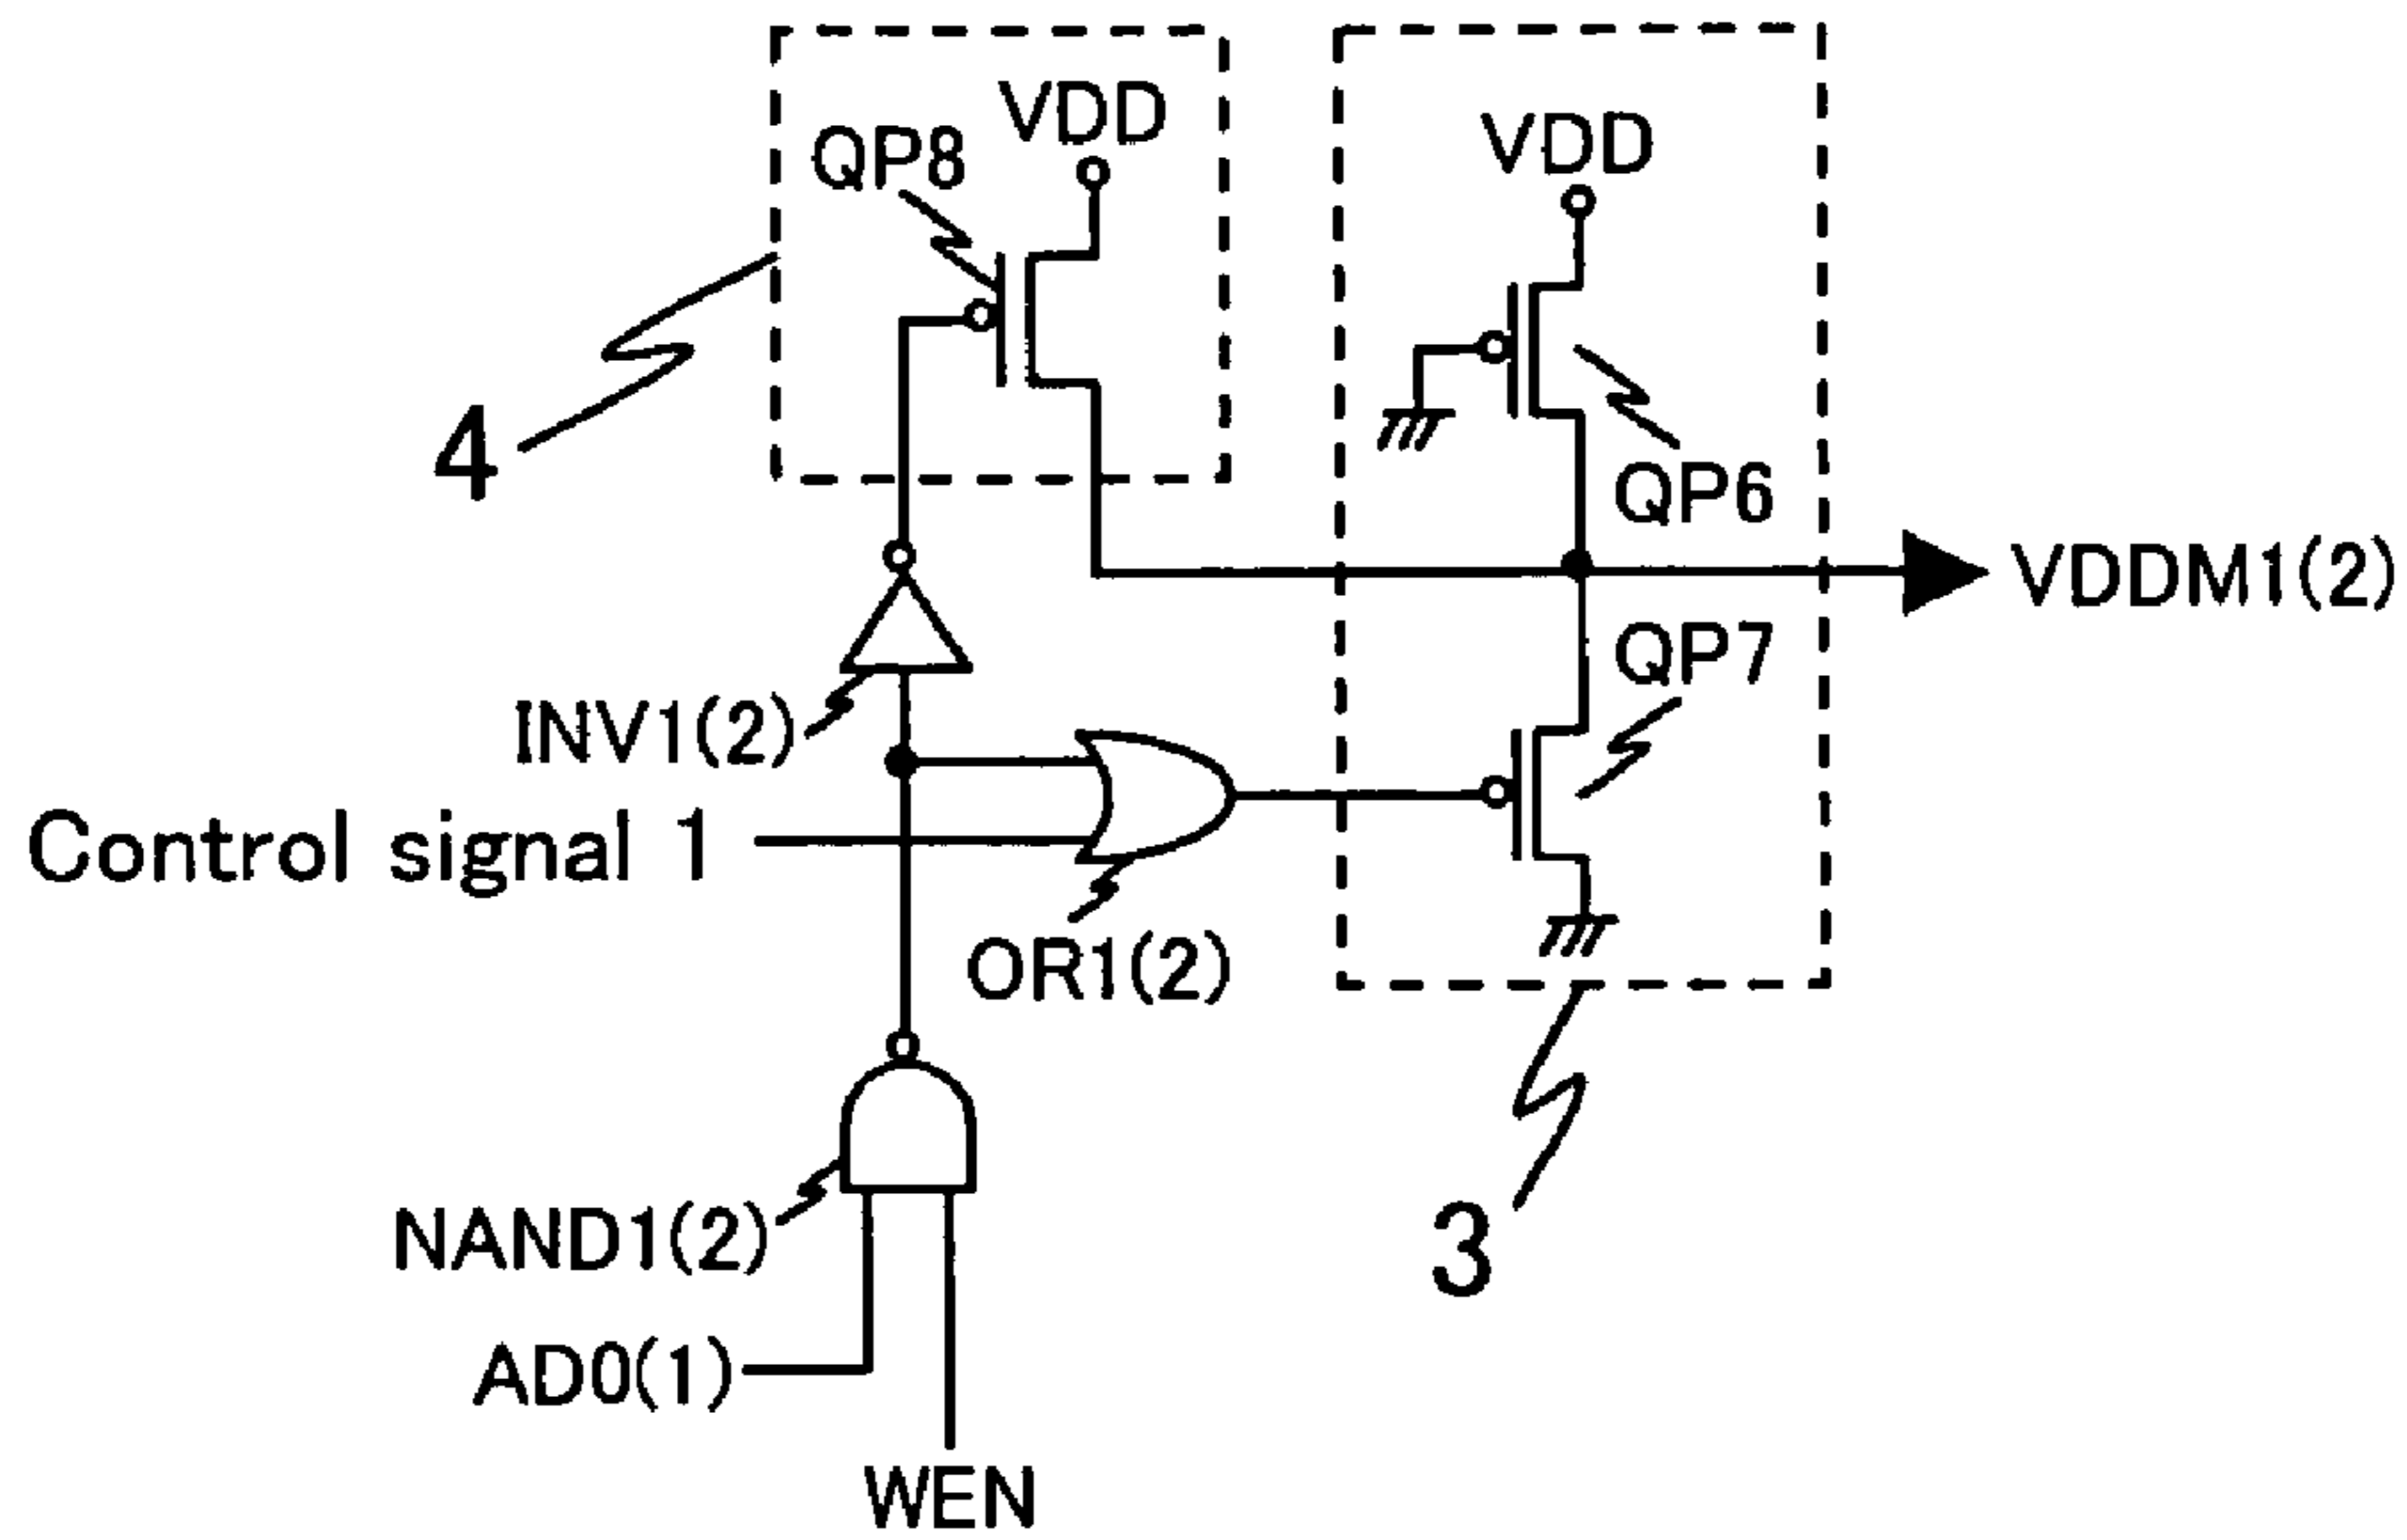 VDD
QP8
VDD
4
QP6
VDDM1(2)
QP7
INV1(2)
Control signal 1
OR1(2)
NAND1(2)
3
AD0(1)
WEN